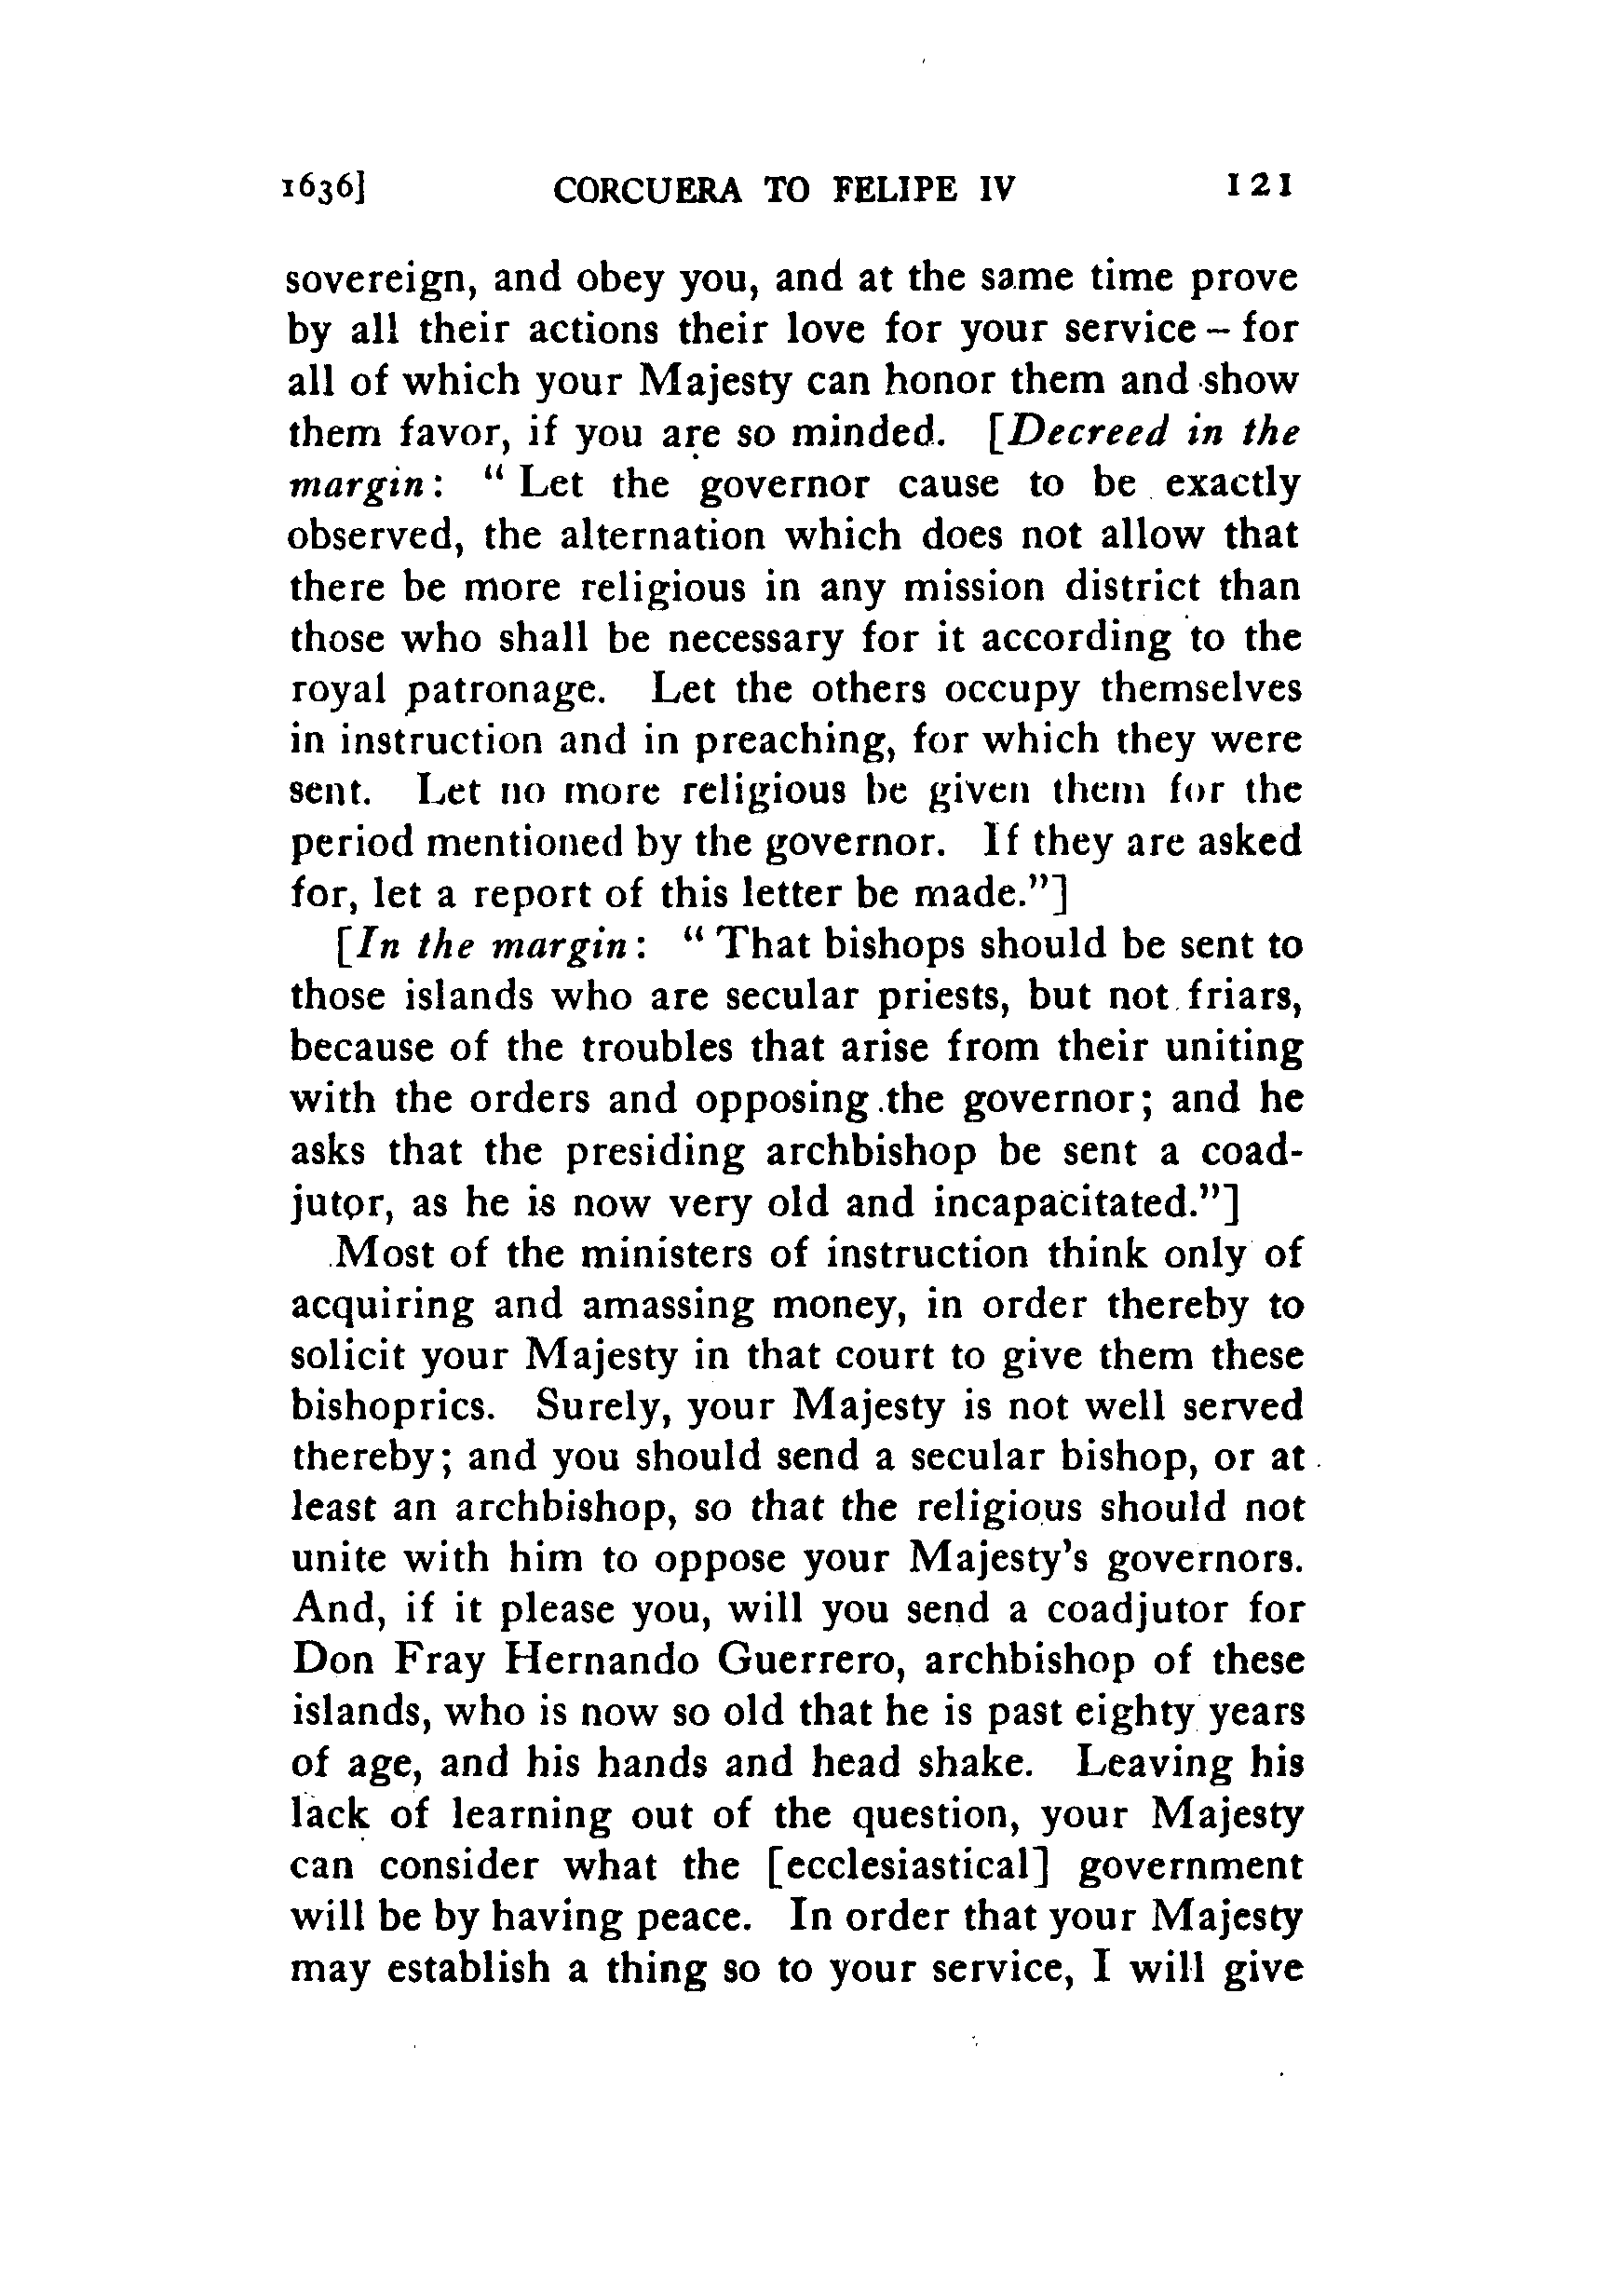 1636] CORCUERA TO FELIPE IV 121
sovereign, and obey you, and at the same time prove
by all their actions their love for your service – for
all of which your Majesty can honor them and show
them favor, if you are so minded. [Decreed in the
margin: “Let the governor cause to be exactly
observed, the alternation which does not allow that
there be more religious in any mission district than
those who shall be necessary for it according to the
royal patronage. Let the others occupy themselves
in instruction and in preaching, for which they were
sent. Let no more religious be given them for the
period mentioned by the governor. If they are asked
for, let a report of this letter be made.”]
[In the margin: “That bishops should be sent to
those islands who are secular priests, but not friars,
because of the troubles that arise from their uniting
with the orders and opposing the governor; and he
asks that the presiding archbishop be sent a coad-
jutor, as he is now very old and incapacitated.”]
Most of the ministers of instruction think only of
acquiring and amassing money, in order thereby to
solicit your Majesty in that court to give them these
bishoprics. Surely, your Majesty is not well served
thereby; and you should send a secular bishop, or at
least an archbishop, so that the religious should not
unite with him to oppose your Majesty’s governors.
And, if it please you, will you send a coadjutor for
Don Fray Hernando Guerrero, archbishop of these
islands, who is now so old that he is past eighty years
of age, and his hands and head shake. Leaving his
lack of learning out of the question, your Majesty
can consider what the [ecclesiastical] government
will be by having peace. In order that your Majesty
may establish a thing so to your service, I will give